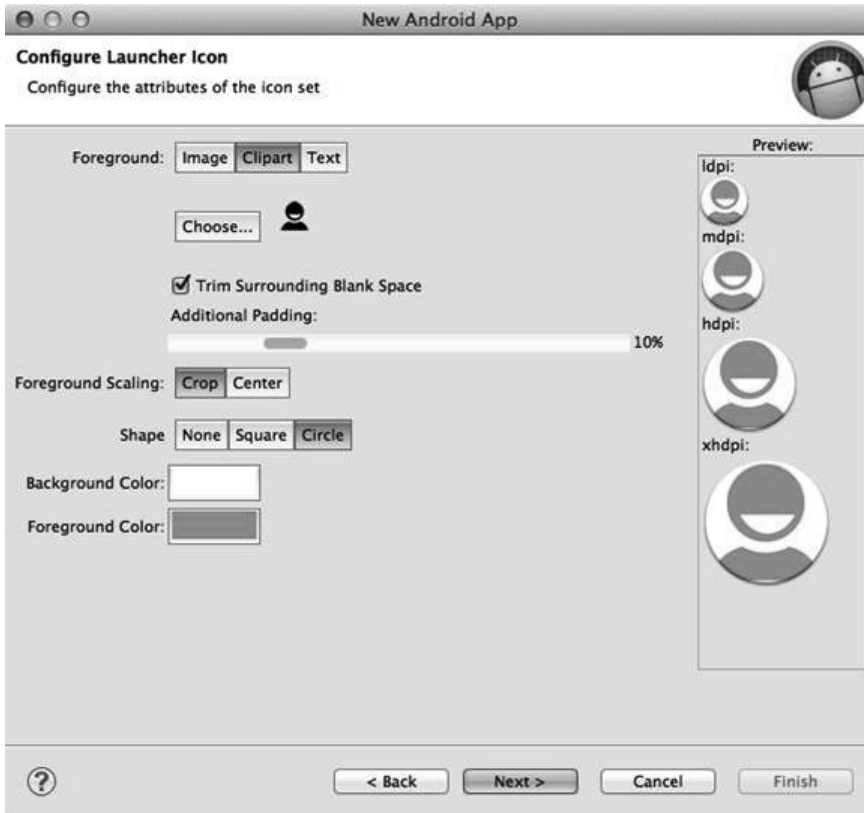 New Android App
Configure Launcher Icon
Configure the attributes of the icon set
Foreground: Image Clipart Text
Choose...
Trim Surrounding Blank Space
Additional Padding:
10%
Foreground Scaling: Crop Center
Shape None Square Circle
Background Color:
Foreground Color:
Preview:
ldpi:
mdpi:
hdpi:
xhdpi:
?
< Back Next > Cancel Finish